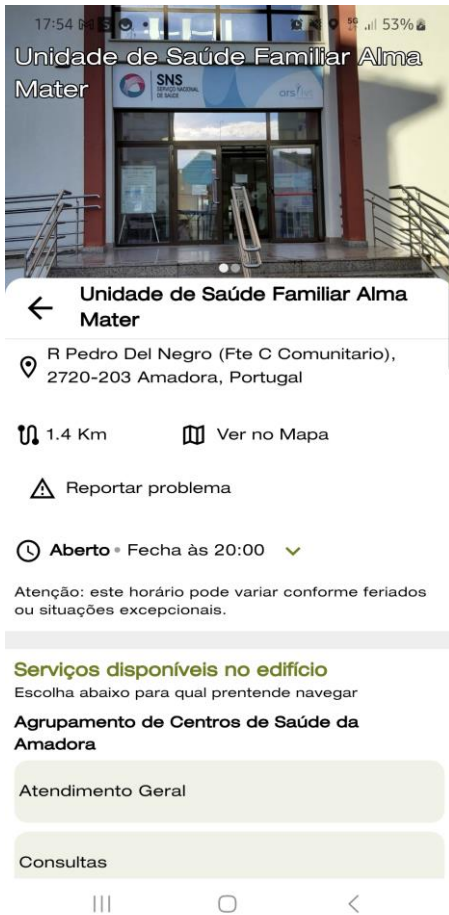 17:54
5G
53%
Unidade de Saúde Familiar Alma
Mater
SNS
SERVIÇO NACIONAL
DE SAÚDE
arslvt
Unidade de Saúde Familiar Alma
Mater
R Pedro Del Negro (Fte C Comunitario),
2720-203 Amadora, Portugal
1.4 Km
Ver no Mapa
Reportar problema
Aberto • Fecha às 20:00
Atenção: este horário pode variar conforme feriados
ou situações excepcionais.
Serviços disponíveis no edifício
Escolha abaixo para qual prentende navegar
Agrupamento de Centros de Saúde da
Amadora
Atendimento Geral
Consultas